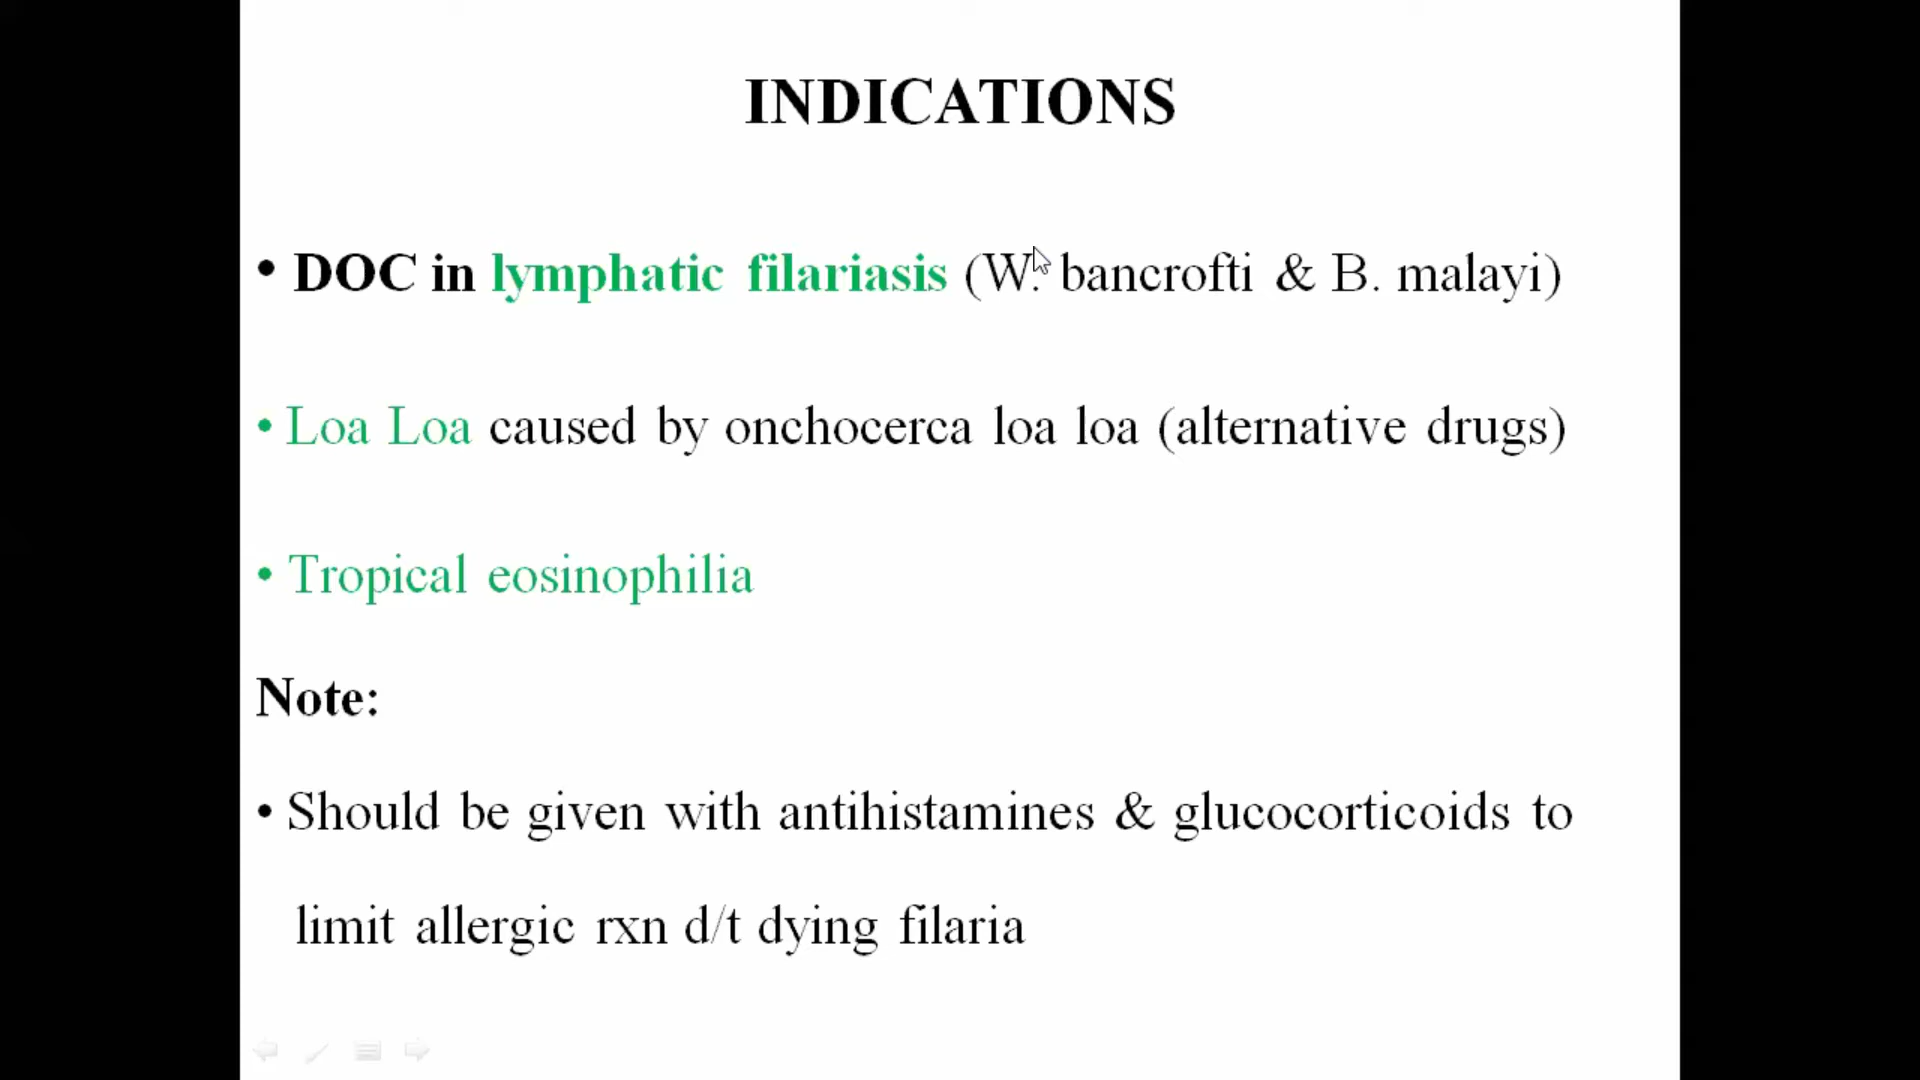 INDICATIONS
• DOC in lymphatic filariasis (W. bancrofti & B. malayi)
• Loa Loa caused by onchocerca loa loa (alternative drugs)
• Tropical eosinophilia
Note:
• Should be given with antihistamines & glucocorticoids to
limit allergic rxn d/t dying filaria